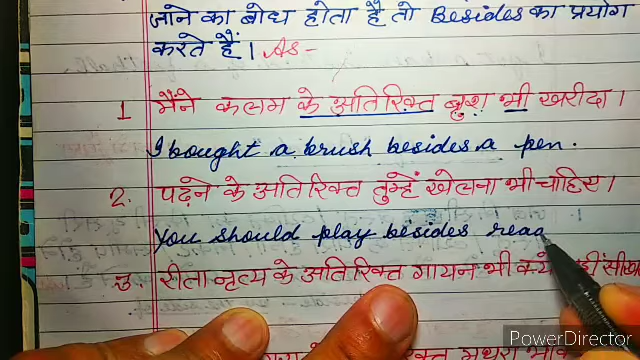 जाने का बोध होता है तो Besides का प्रयोग
करते हैं। As-
1 मैंने कलम के अतिरिक्त ब्रुश भी खरीदा।
I bought a brush besides a pen.
2. पढ़ने के अतिरिक्त तुम्हें खेलना भी चाहिए।
You should play besides read
3. रीता नृत्य के अतिरिक्त गायन भी
PowerDirector